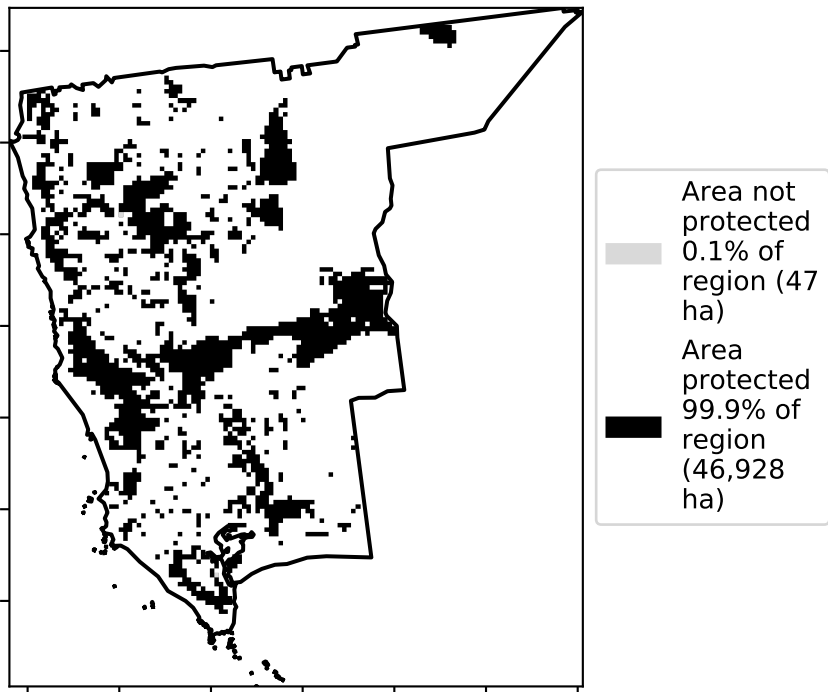 Area not
protected
0.1% of
region (47
ha)
Area
protected
99.9% of
region
(46,928
ha)